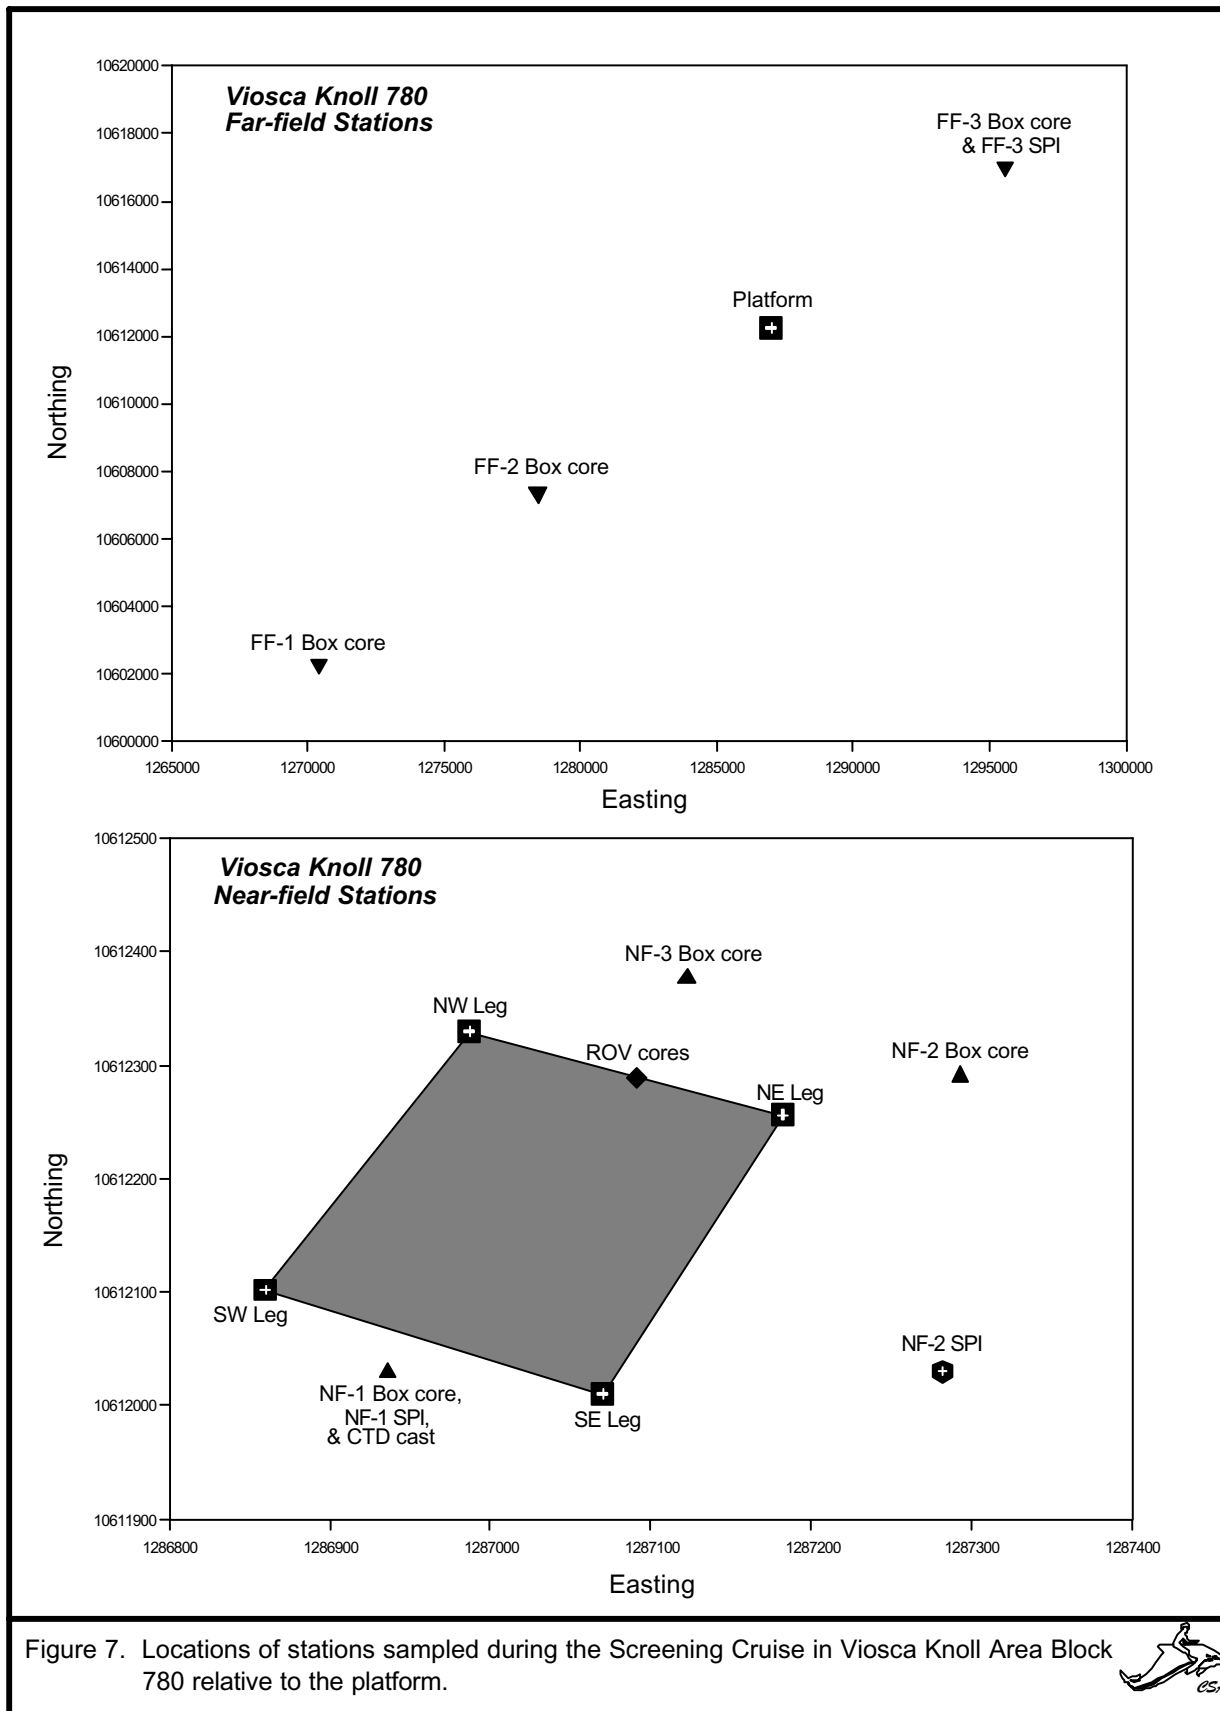 Viosca Knoll 780
Far-field Stations
10620000
10618000
10616000
10614000
10612000
10610000
10608000
10606000
10604000
10602000
10600000
Northing
FF-3 Box core
& FF-3 SPI
Platform
FF-2 Box core
FF-1 Box core
1265000 1270000 1275000 1280000 1285000 1290000 1295000 1300000
Easting
Viosca Knoll 780
Near-field Stations
10612500
10612400
10612300
10612200
10612100
10612000
10611900
Northing
NF-3 Box core
NW Leg
ROV cores
NF-2 Box core
NE Leg
SW Leg
NF-2 SPI
NF-1 Box core,
NF-1 SPI,
& CTD cast
SE Leg
1286800 1286900 1287000 1287100 1287200 1287300 1287400
Easting
Figure 7. Locations of stations sampled during the Screening Cruise in Viosca Knoll Area Block
780 relative to the platform.